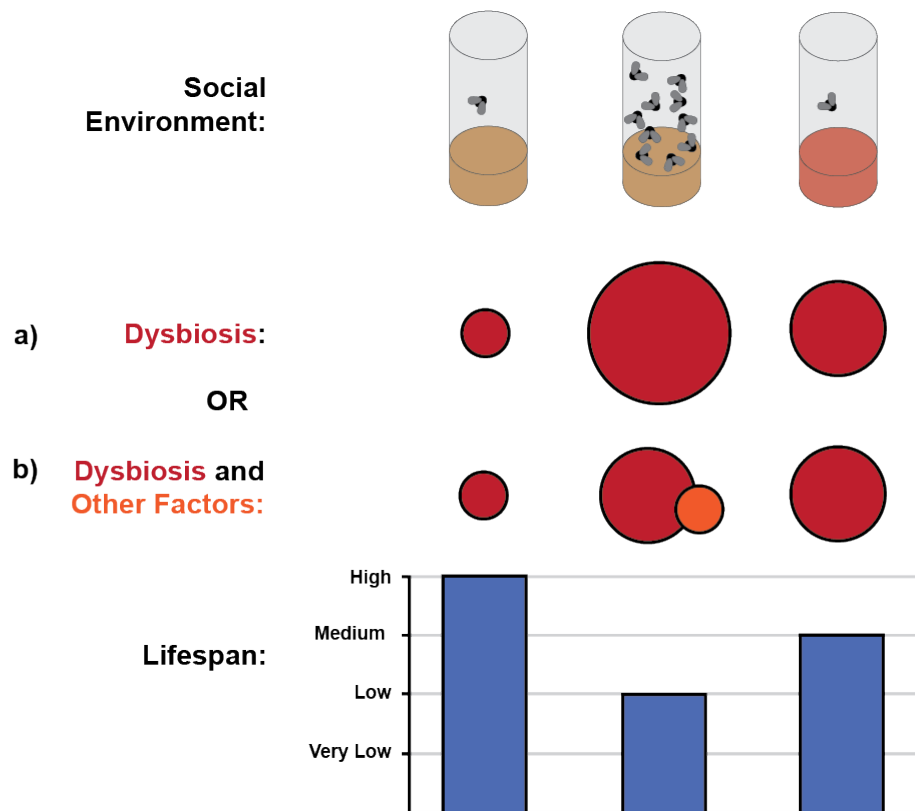 Social
Environment:
a) Dysbiosis:
OR
b) Dysbiosis and
Other Factors:
Lifespan:
High
Medium
Low
Very Low